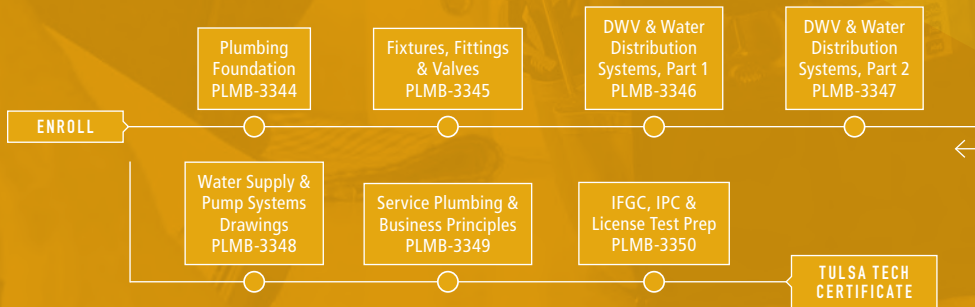 ENROLL
Plumbing
Foundation
PLMB-3344
Fixtures, Fittings
& Valves
PLMB-3345
DWV & Water
Distribution
Systems, Part 1
PLMB-3346
DWV & Water
Distribution
Systems, Part 2
PLMB-3347
Water Supply &
Pump Systems
Drawings
PLMB-3348
Service Plumbing &
Business Principles
PLMB-3349
IFGC, IPC &
License Test Prep
PLMB-3350
TULSA TECH
CERTIFICATE